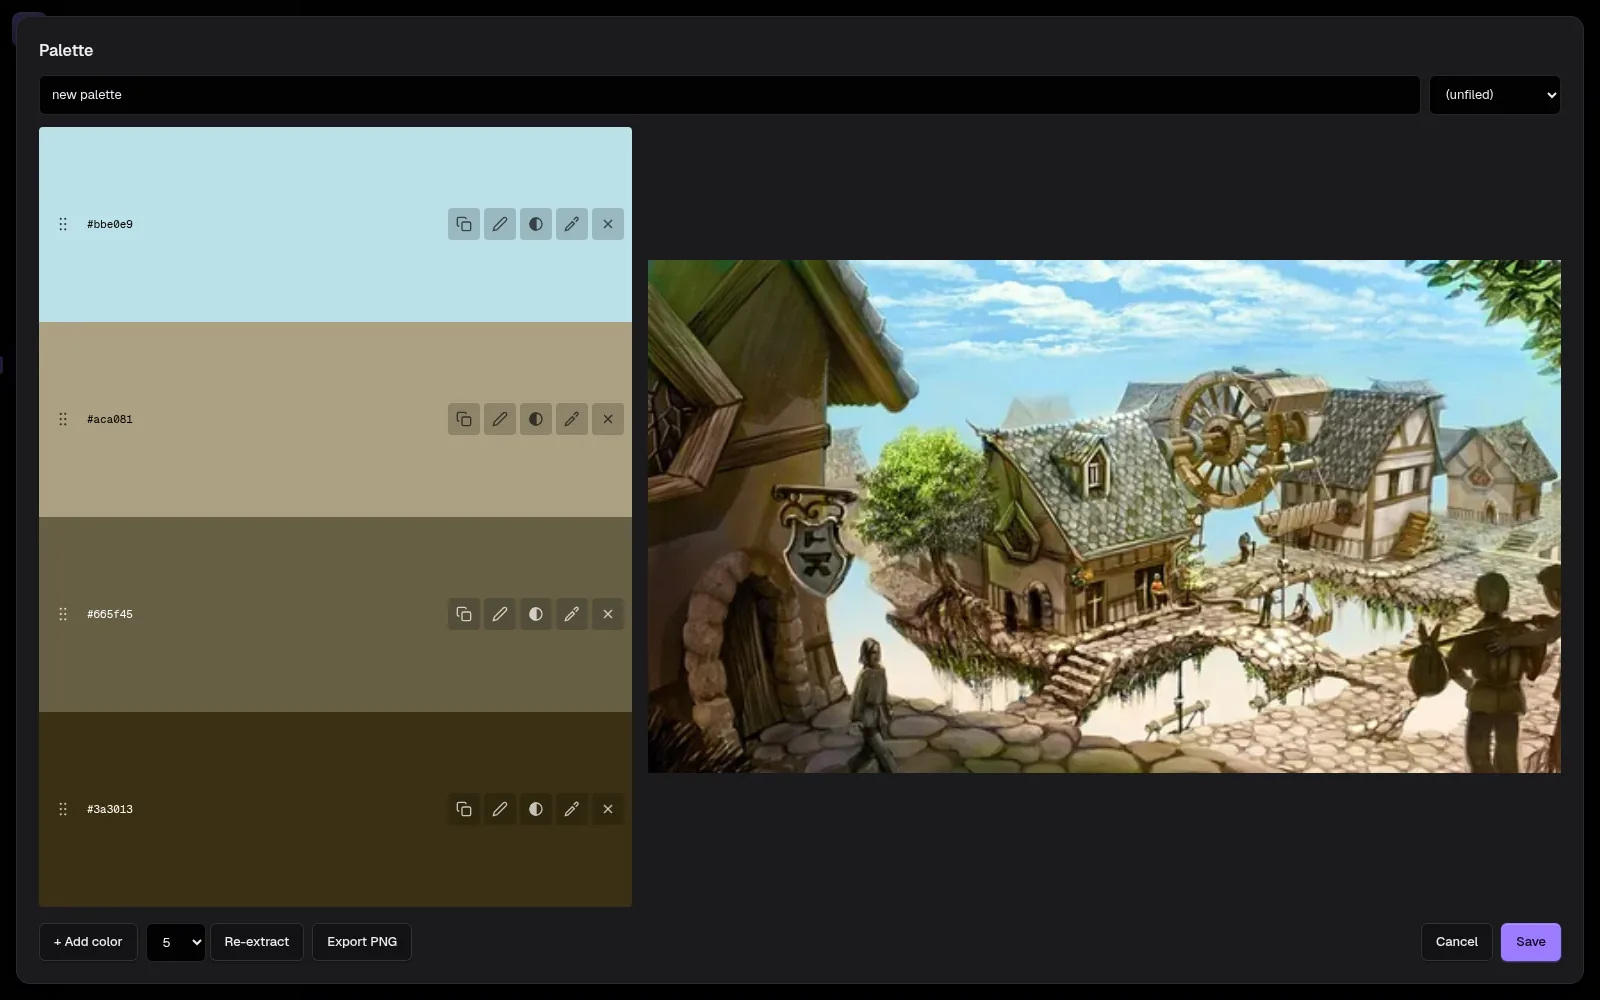 Palette
new palette
(unfiled)
#bbe0e9
#aca081
#665f45
#3a3013
+ Add color
5
Re-extract
Export PNG
Cancel
Save